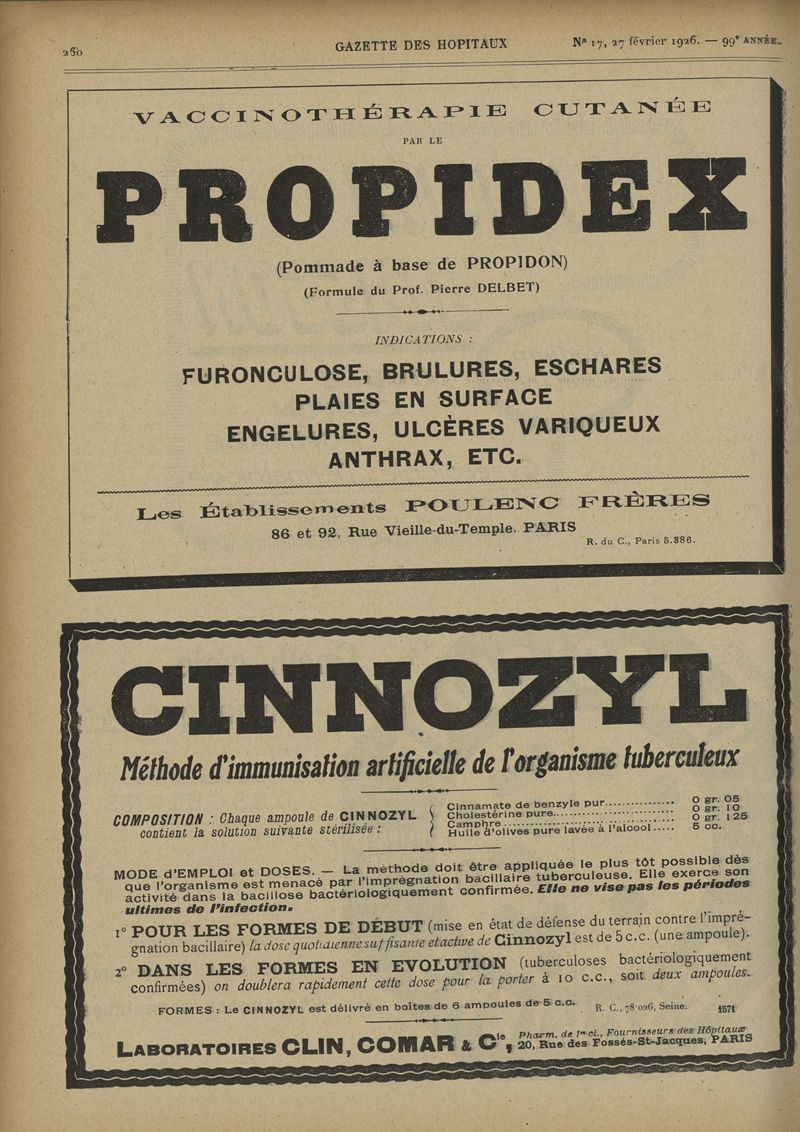 250
GAZETTE DES HOPITAUX
Nº 17, 27 février 1926. — 99e ANNÉE.
VACCINOTHÉRAPIE CUTANÉE
PAR LE
PROPIDEX
(Pommade à base de PROPIDON)
(Formule du Prof. Pierre DELBET)
INDICATIONS :
FURONCULOSE, BRULURES, ESCHARES
PLAIES EN SURFACE
ENGELURES, ULCÈRES VARIQUEUX
ANTHRAX, ETC.
Les Établissements POULENC FRÈRES
86 et 92, Rue Vieille-du-Temple. PARIS
R. du C., Paris 5.386.
CINNOZYL
Méthode d'immunisation artificielle de l'organisme tuberculeux
COMPOSITION : Chaque ampoule de CINNOZYL
contient la solution suivante stérilisée :
Cinnamate de benzyle pur............... 0 gr. 05
Cholestérine pure............... 0 gr. 10
Camphre............... 0 gr. 125
Huile d'olives pure lavée à l'alcool..... 5 cc.
MODE d'EMPLOI et DOSES. — La méthode doit être appliquée le plus tôt possible dès
que l'organisme est menacé par l'imprégnation bacillaire tuberculeuse. Elle exerce son
activité dans la bacillose bactériologiquement confirmée. Elle ne vise pas les périodes
ultimes de l'infection.
1º POUR LES FORMES DE DÉBUT (mise en état de défense du terrain contre l'impré-
gnation bacillaire) la dose quotidienne suffisante et active de Cinnozyl est de 5 c.c. (une ampoule).
2º DANS LES FORMES EN EVOLUTION (tuberculoses bactériologiquement
confirmées) on doublera rapidement cette dose pour la porter à 10 c.c., soit deux ampoules.
FORMES : Le CINNOZYL est délivré en boîtes de 6 ampoules de 5 c.c.
R. C., 78.026, Seine.
1571
LABORATOIRES CLIN, COMAR & Cie,
Pharm. de 1re cl., Fournisseurs des Hôpitaux
20, Rue des Fossés-St-Jacques, PARIS